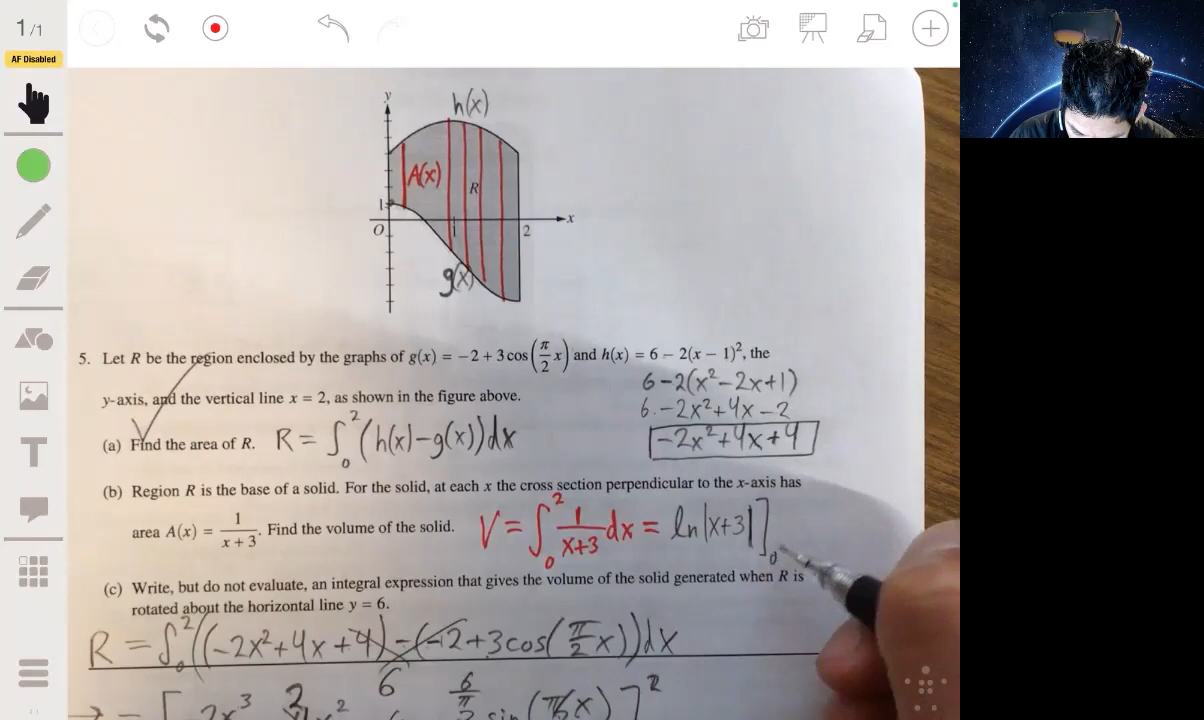 1/1
AF Disabled
y
h(x)
A(x)
R
1
O
1
2
x
g(x)
5. Let R be the region enclosed by the graphs of g(x) = −2 + 3 cos(π/2 x) and h(x) = 6 − 2(x − 1)², the
y-axis, and the vertical line x = 2, as shown in the figure above.
6-2(x²-2x+1)
6.-2x²+4x-2
-2x²+4x+4
(a) Find the area of R. R = ∫₀² (h(x)-g(x))dx
(b) Region R is the base of a solid. For the solid, at each x the cross section perpendicular to the x-axis has
area A(x) = 1/(x + 3). Find the volume of the solid. V = ∫₀² 1/(x+3) dx = ln|x+3|]₀
(c) Write, but do not evaluate, an integral expression that gives the volume of the solid generated when R is
rotated about the horizontal line y = 6.
R = ∫₀² ((-2x²+4x+4)-(-2+3cos(π/2 x))dx
T